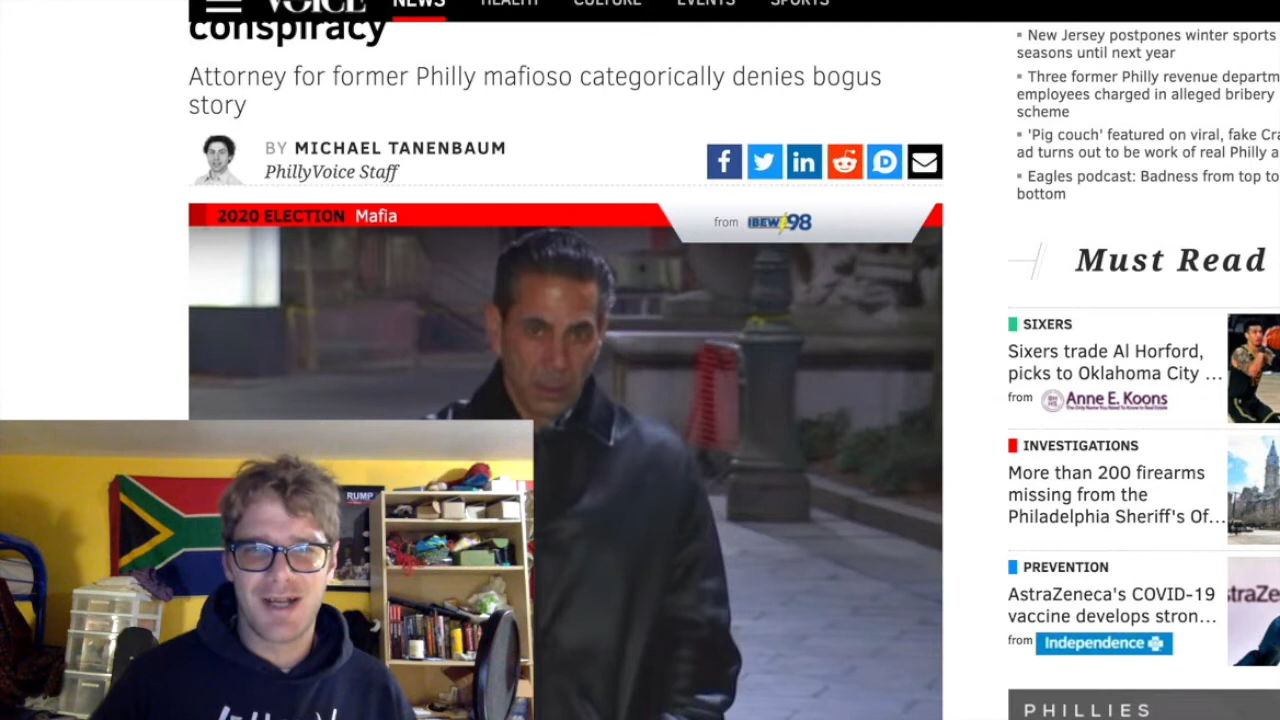 VOICE
NEWS
HEALTH
CULTURE
EVENTS
SPORTS
conspiracy
Attorney for former Philly mafioso categorically denies bogus
story
BY MICHAEL TANENBAUM
PhillyVoice Staff
2020 ELECTION Mafia
from IBEW 98
New Jersey postpones winter sports
seasons until next year
Three former Philly revenue departm
employees charged in alleged bribery
scheme
'Pig couch' featured on viral, fake Cra
ad turns out to be work of real Philly a
Eagles podcast: Badness from top to
bottom
Must Read
SIXERS
Sixers trade Al Horford,
picks to Oklahoma City ...
from Anne E. Koons
INVESTIGATIONS
More than 200 firearms
missing from the
Philadelphia Sheriff's Of...
PREVENTION
AstraZeneca's COVID-19
vaccine develops stron...
from Independence
straZe
PHILLIES
RUMP